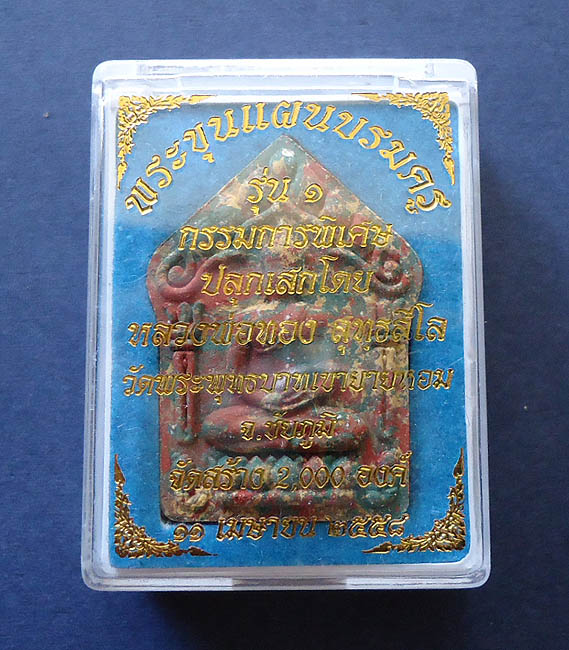 พระขุนแผนบรมครู
รุ่น ๑
กรรมการพิเศษ
ปลุกเสกโดย
หลวงพ่อทอง สุทฺธสีโล
วัดพระพุทธบาทเขายายหอม
จ.ชัยภูมิ
จัดสร้าง 2,000 องค์
๑๑ เมษายน ๒๕๕๘